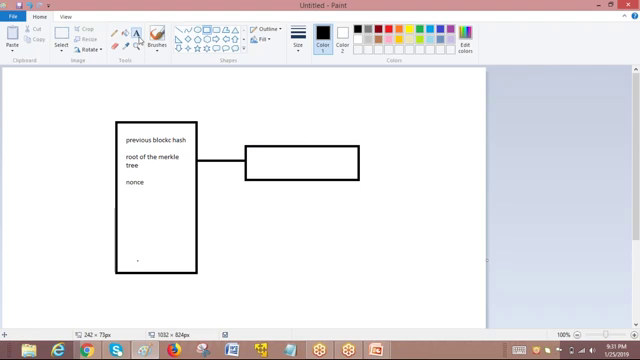 Untitled - Paint
File
Home
View
Paste
Cut
Copy
Clipboard
Select
Crop
Resize
Rotate
Image
A
Tools
Brushes
Outline
Fill
Shapes
Size
Color
1
Color
2
Edit
colors
Colors
previous blockc hash
root of the merkle
tree
nonce
242 × 73px
1032 × 824px
100%
9:31 PM
1/25/2019